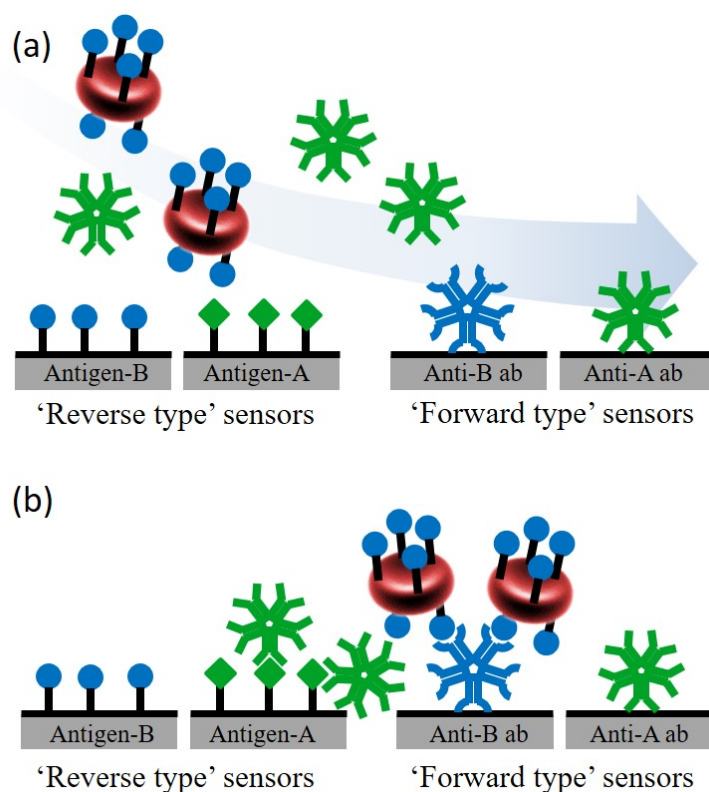 (a)
Antigen-B Antigen-A Anti-B ab Anti-A ab
‘Reverse type’ sensors ‘Forward type’ sensors
(b)
Antigen-B Antigen-A Anti-B ab Anti-A ab
‘Reverse type’ sensors ‘Forward type’ sensors